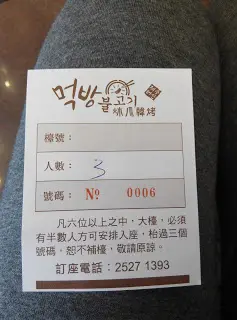 먹방
불고기
炑爪韓烤
檯號：
人數： 3
號碼： Nº 0006
凡六位以上之中，大檯，必須
有半數人方可安排入座，枱過三個
號碼。恕不補檯，敬請原諒。
訂座電話：2527 1393